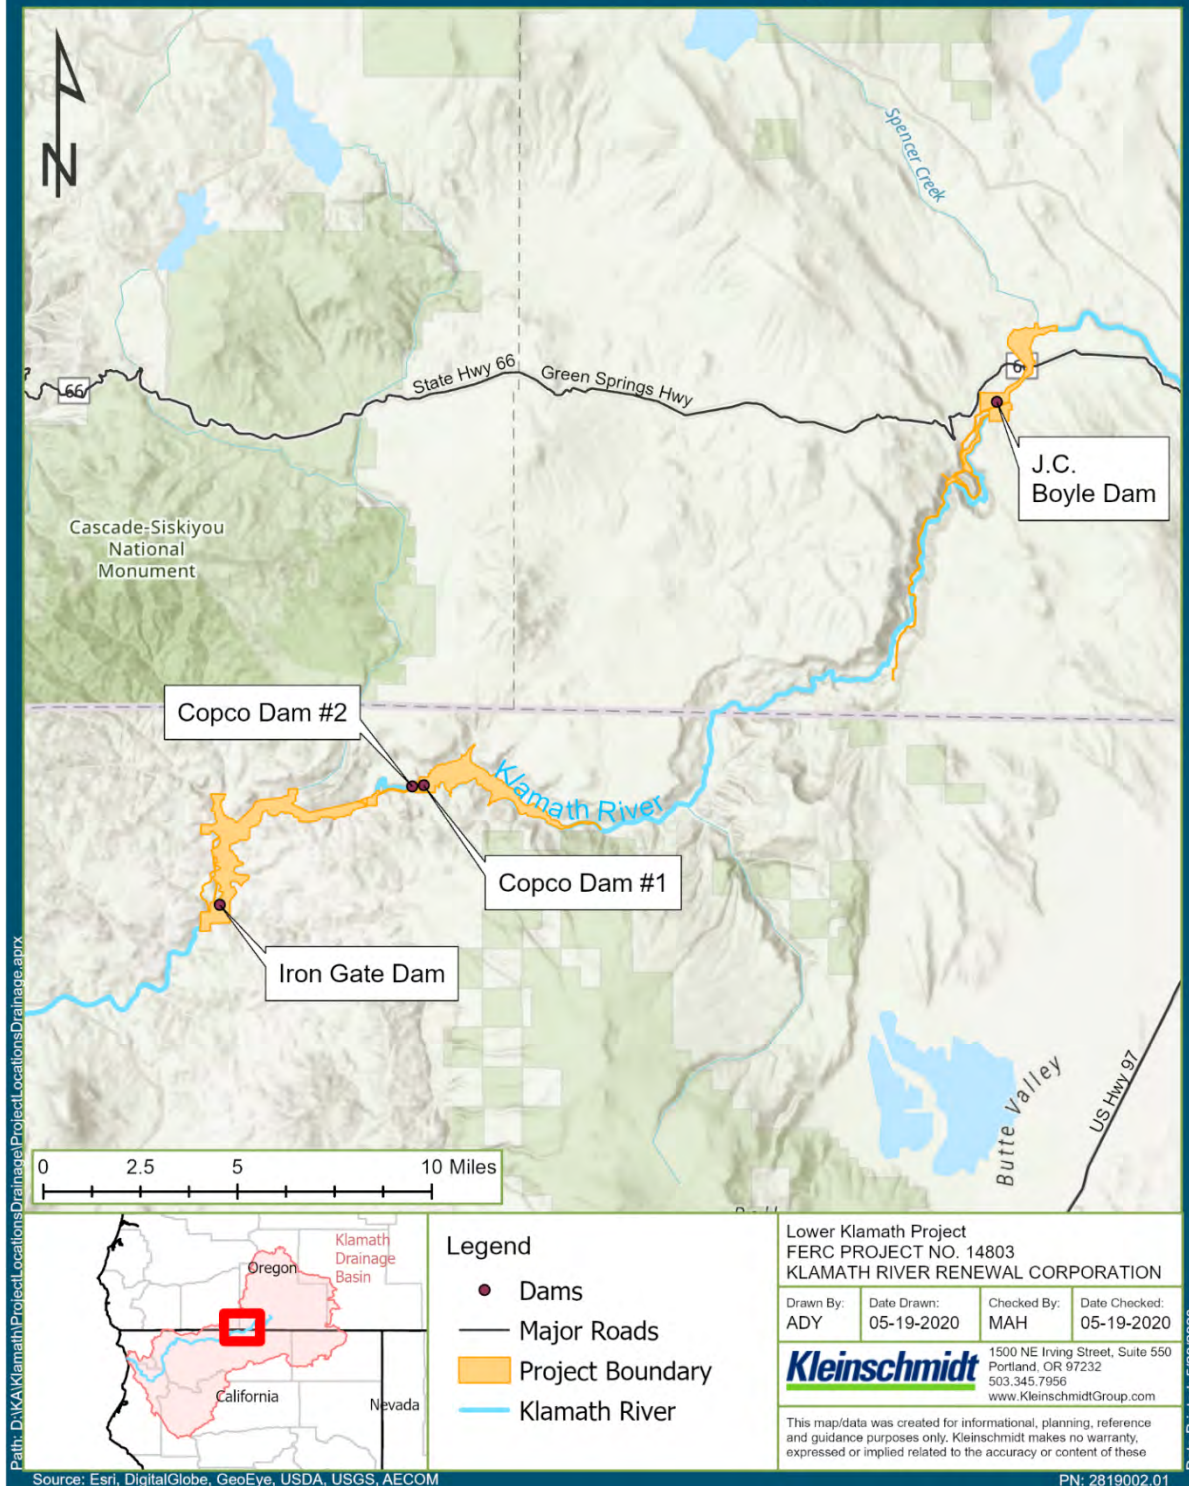 N
Spencer Creek
66
State Hwy 66
Green Springs Hwy
J.C.
Boyle Dam
Cascade-Siskiyou
National
Monument
Copco Dam #2
Klamath River
Copco Dam #1
Iron Gate Dam
Butte Valley
US Hwy 97
0 2.5 5 10 Miles
Klamath
Drainage
Basin
Oregon
California
Nevada
Legend
Dams
Major Roads
Project Boundary
Klamath River
Lower Klamath Project
FERC PROJECT NO. 14803
KLAMATH RIVER RENEWAL CORPORATION
Drawn By:
ADY
Date Drawn:
05-19-2020
Checked By:
MAH
Date Checked:
05-19-2020
Kleinschmidt
1500 NE Irving Street, Suite 550
Portland, OR 97232
503.345.7956
www.KleinschmidtGroup.com
This map/data was created for informational, planning, reference
and guidance purposes only. Kleinschmidt makes no warranty,
expressed or implied related to the accuracy or content of these
Path: D:\KA\Klamath\ProjectLocationsDrainage\ProjectLocationsDrainage.aprx
Source: Esri, DigitalGlobe, GeoEye, USDA, USGS, AECOM
PN: 2819002.01